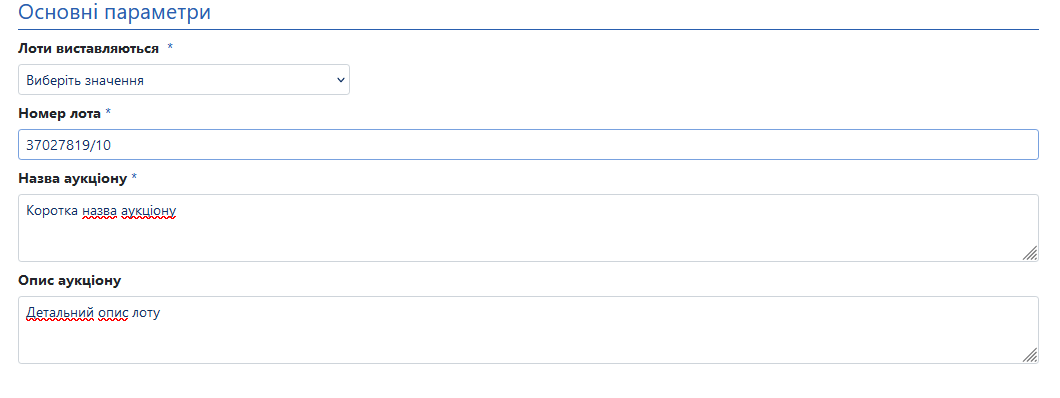 Основні параметри
Лоти виставляються *
Виберіть значення
Номер лота *
37027819/10
Назва аукціону *
Коротка назва аукціону
Опис аукціону
Детальний опис лоту